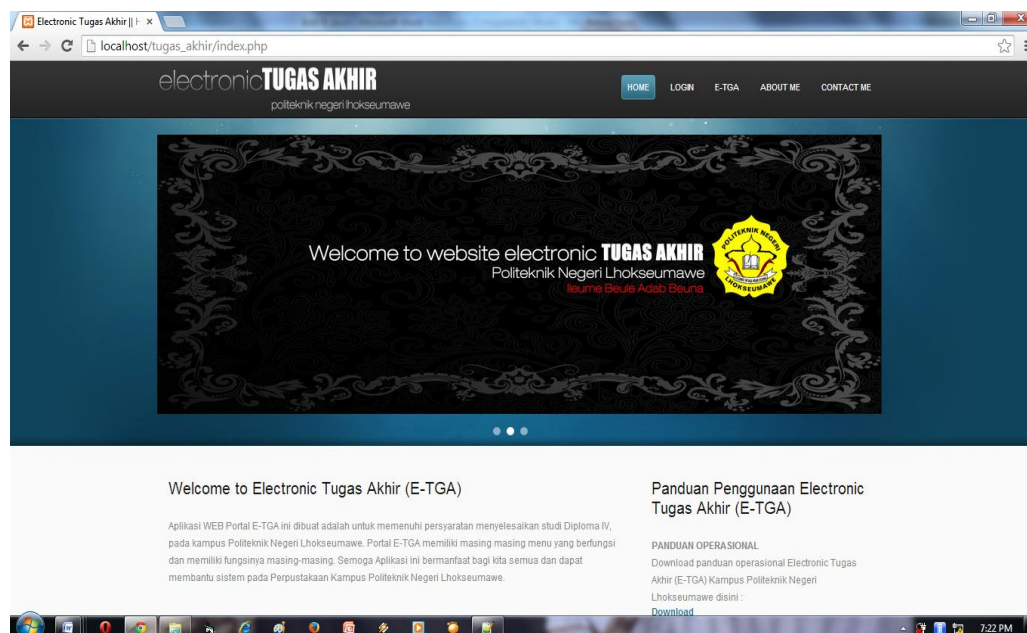 Electronic Tugas Akhir || H
localhost/tugas_akhir/index.php
electronicTUGAS AKHIR
politeknik negeri lhokseumawe
HOME LOGIN E-TGA ABOUT ME CONTACT ME
Welcome to website electronic TUGAS AKHIR
Politeknik Negeri Lhokseumawe
Ileume Beule Adab Beuna
POLITEKNIK NEGERI
LHOKSEUMAWE
Welcome to Electronic Tugas Akhir (E-TGA)
Aplikasi WEB Portal E-TGA ini dibuat adalah untuk memenuhi persyaratan menyelesaikan studi Diploma IV,
pada kampus Politeknik Negeri Lhokseumawe. Portal E-TGA memiliki masing masing menu yang berfungsi
dan memiliki fungsinya masing-masing. Semoga Aplikasi ini bermanfaat bagi kita semua dan dapat
membantu sistem pada Perpustakaan Kampus Politeknik Negeri Lhokseumawe.
Panduan Penggunaan Electronic
Tugas Akhir (E-TGA)
PANDUAN OPERASIONAL
Download panduan operasional Electronic Tugas
Akhir (E-TGA) Kampus Politeknik Negeri
Lhokseumawe disini :
Download
7:22 PM